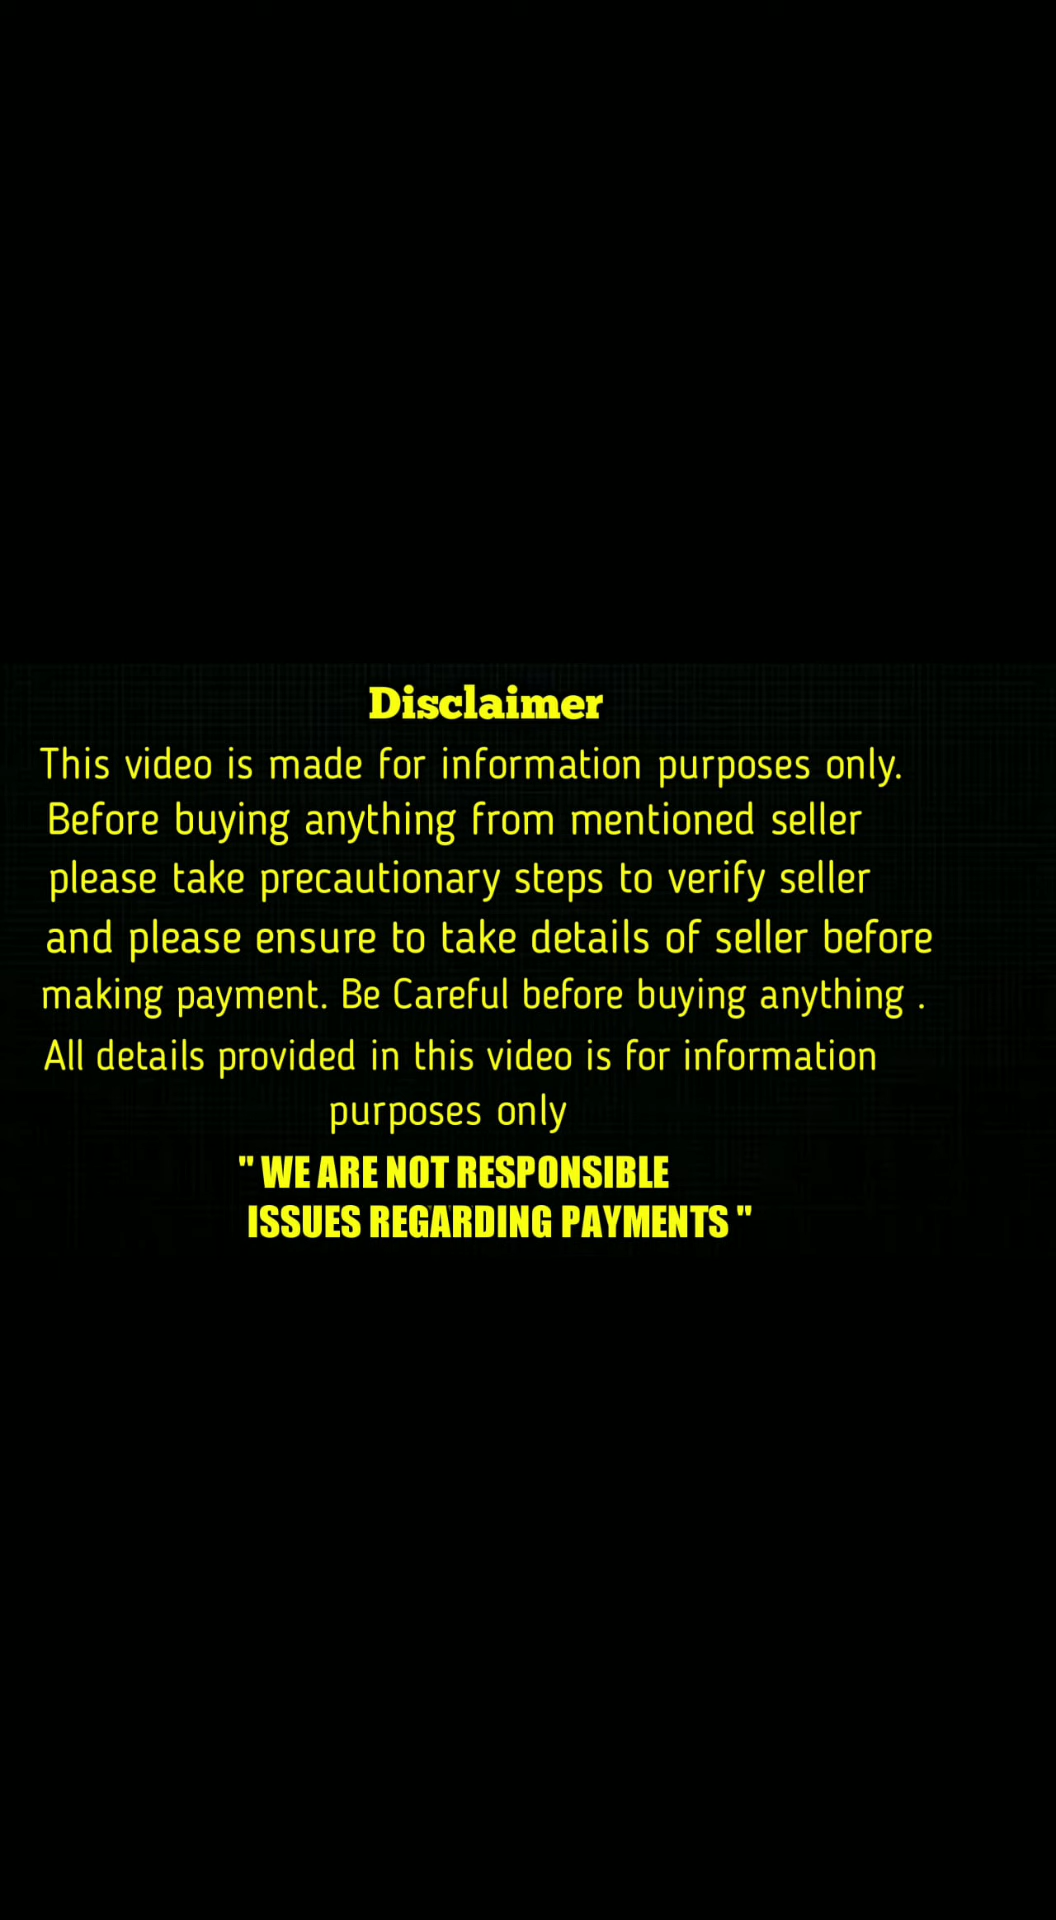 Disclaimer
This video is made for information purposes only.
Before buying anything from mentioned seller
please take precautionary steps to verify seller
and please ensure to take details of seller before
making payment. Be Careful before buying anything .
All details provided in this video is for information
purposes only
" WE ARE NOT RESPONSIBLE
ISSUES REGARDING PAYMENTS "